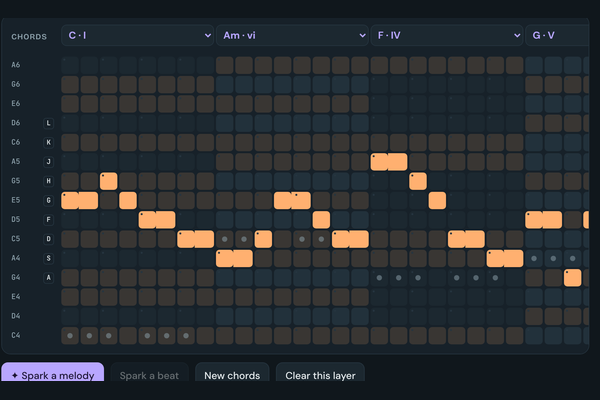 CHORDS C · I Am · vi F · IV G · V
A6
G6
E6
D6 L
C6 K
A5 J
G5 H
E5 G
D5 F
C5 D
A4 S
G4 A
E4
D4
C4
✦ Spark a melody Spark a beat New chords Clear this layer